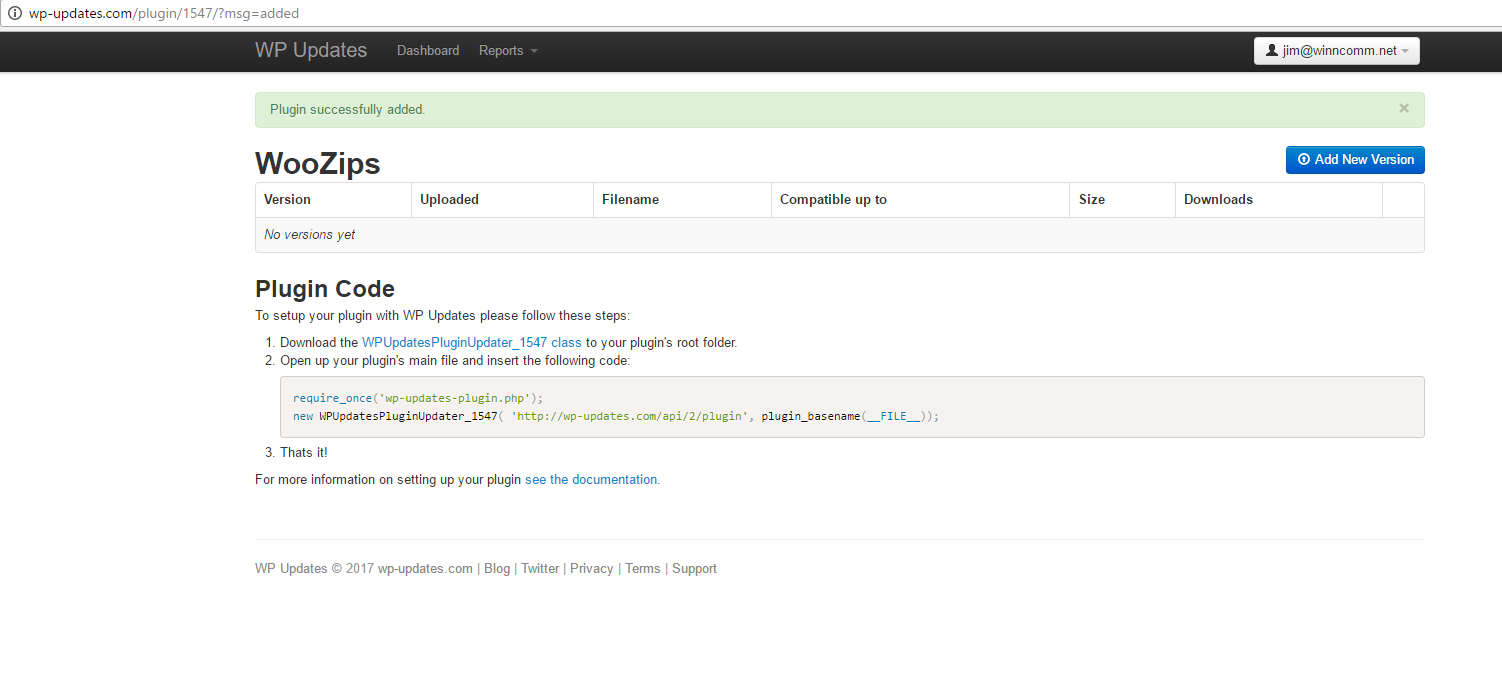 wp-updates.com/plugin/1547/?msg=added
WP Updates Dashboard Reports jim@winncomm.net
Plugin successfully added. ×
WooZips Add New Version
Version Uploaded Filename Compatible up to Size Downloads
No versions yet
Plugin Code
To setup your plugin with WP Updates please follow these steps:
1. Download the WPUpdatesPluginUpdater_1547 class to your plugin's root folder.
2. Open up your plugin's main file and insert the following code:
require_once('wp-updates-plugin.php');
new WPUpdatesPluginUpdater_1547( 'http://wp-updates.com/api/2/plugin', plugin_basename(__FILE__));
3. Thats it!
For more information on setting up your plugin see the documentation.
WP Updates © 2017 wp-updates.com | Blog | Twitter | Privacy | Terms | Support